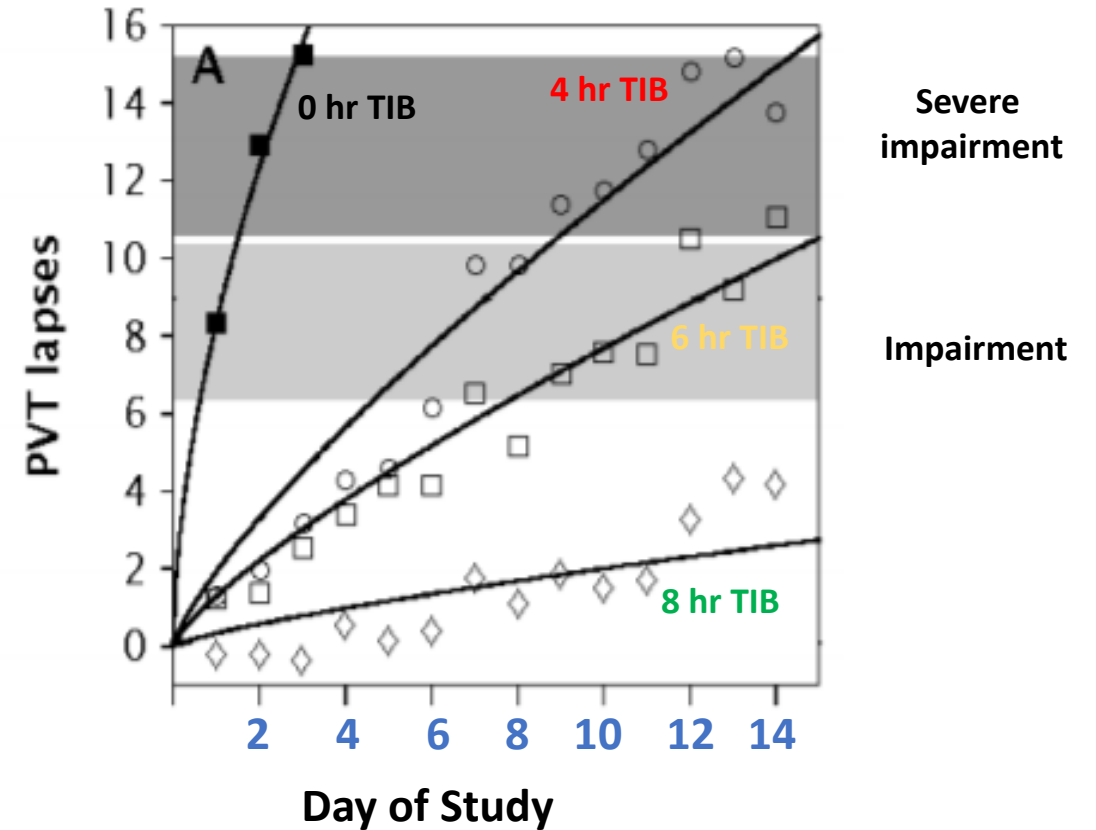 16
A
4 hr TIB
0 hr TIB
14
Severe
impairment
12
10
8
6 hr TIB
Impairment
6
4
2
8 hr TIB
0
PVT lapses
2 4 6 8 10 12 14
Day of Study